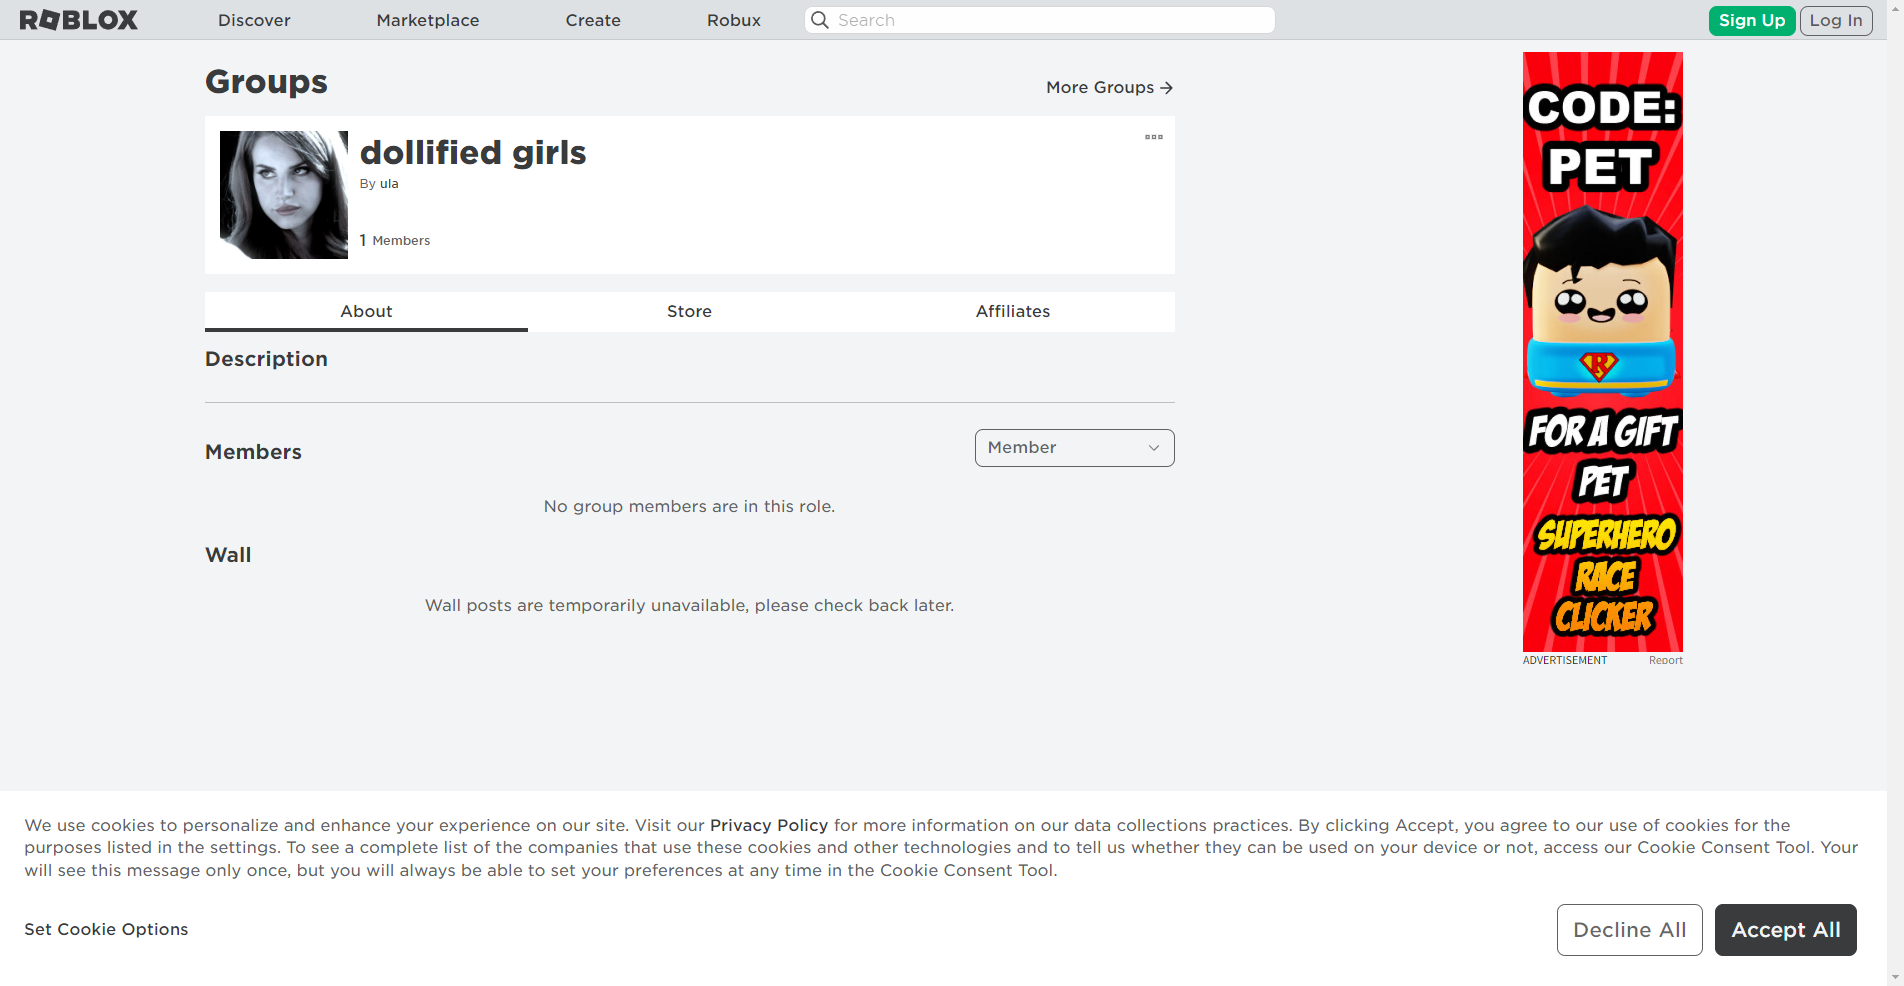 ROBLOX
Discover
Marketplace
Create
Robux
Search
Sign Up
Log In
Groups
More Groups
dollified girls
By ula
1 Members
About
Store
Affiliates
Description
Members
Member
No group members are in this role.
Wall
Wall posts are temporarily unavailable, please check back later.
CODE:
PET
R
FOR A GIFT
PET
SUPERHERO
RACE
CLICKER
ADVERTISEMENT
Report
We use cookies to personalize and enhance your experience on our site. Visit our Privacy Policy for more information on our data collections practices. By clicking Accept, you agree to our use of cookies for the
purposes listed in the settings. To see a complete list of the companies that use these cookies and other technologies and to tell us whether they can be used on your device or not, access our Cookie Consent Tool. Your
will see this message only once, but you will always be able to set your preferences at any time in the Cookie Consent Tool.
Set Cookie Options
Decline All
Accept All